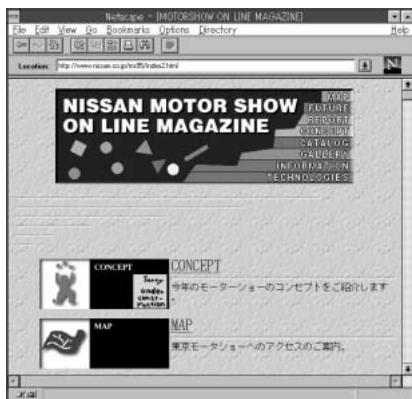 Netscape - [MOTORSHOW ON LINE MAGAZINE]
File Edit View Go Bookmarks Options Directory Help
Location: http://www.nissan.co.jp/ms95/index2.html
N
NISSAN MOTOR SHOW
ON LINE MAGAZINE
MAP
FUTURE
REPORT
CONCEPT
CATALOG
GALLERY
INFORMATION
TECHNOLOGIES
CONCEPT
Sorry
under
const-
ruction
CONCEPT
今年のモーターショーのコンセプトをご紹介します
。
MAP
MAP
東京モータショーへのアクセスのご案内。